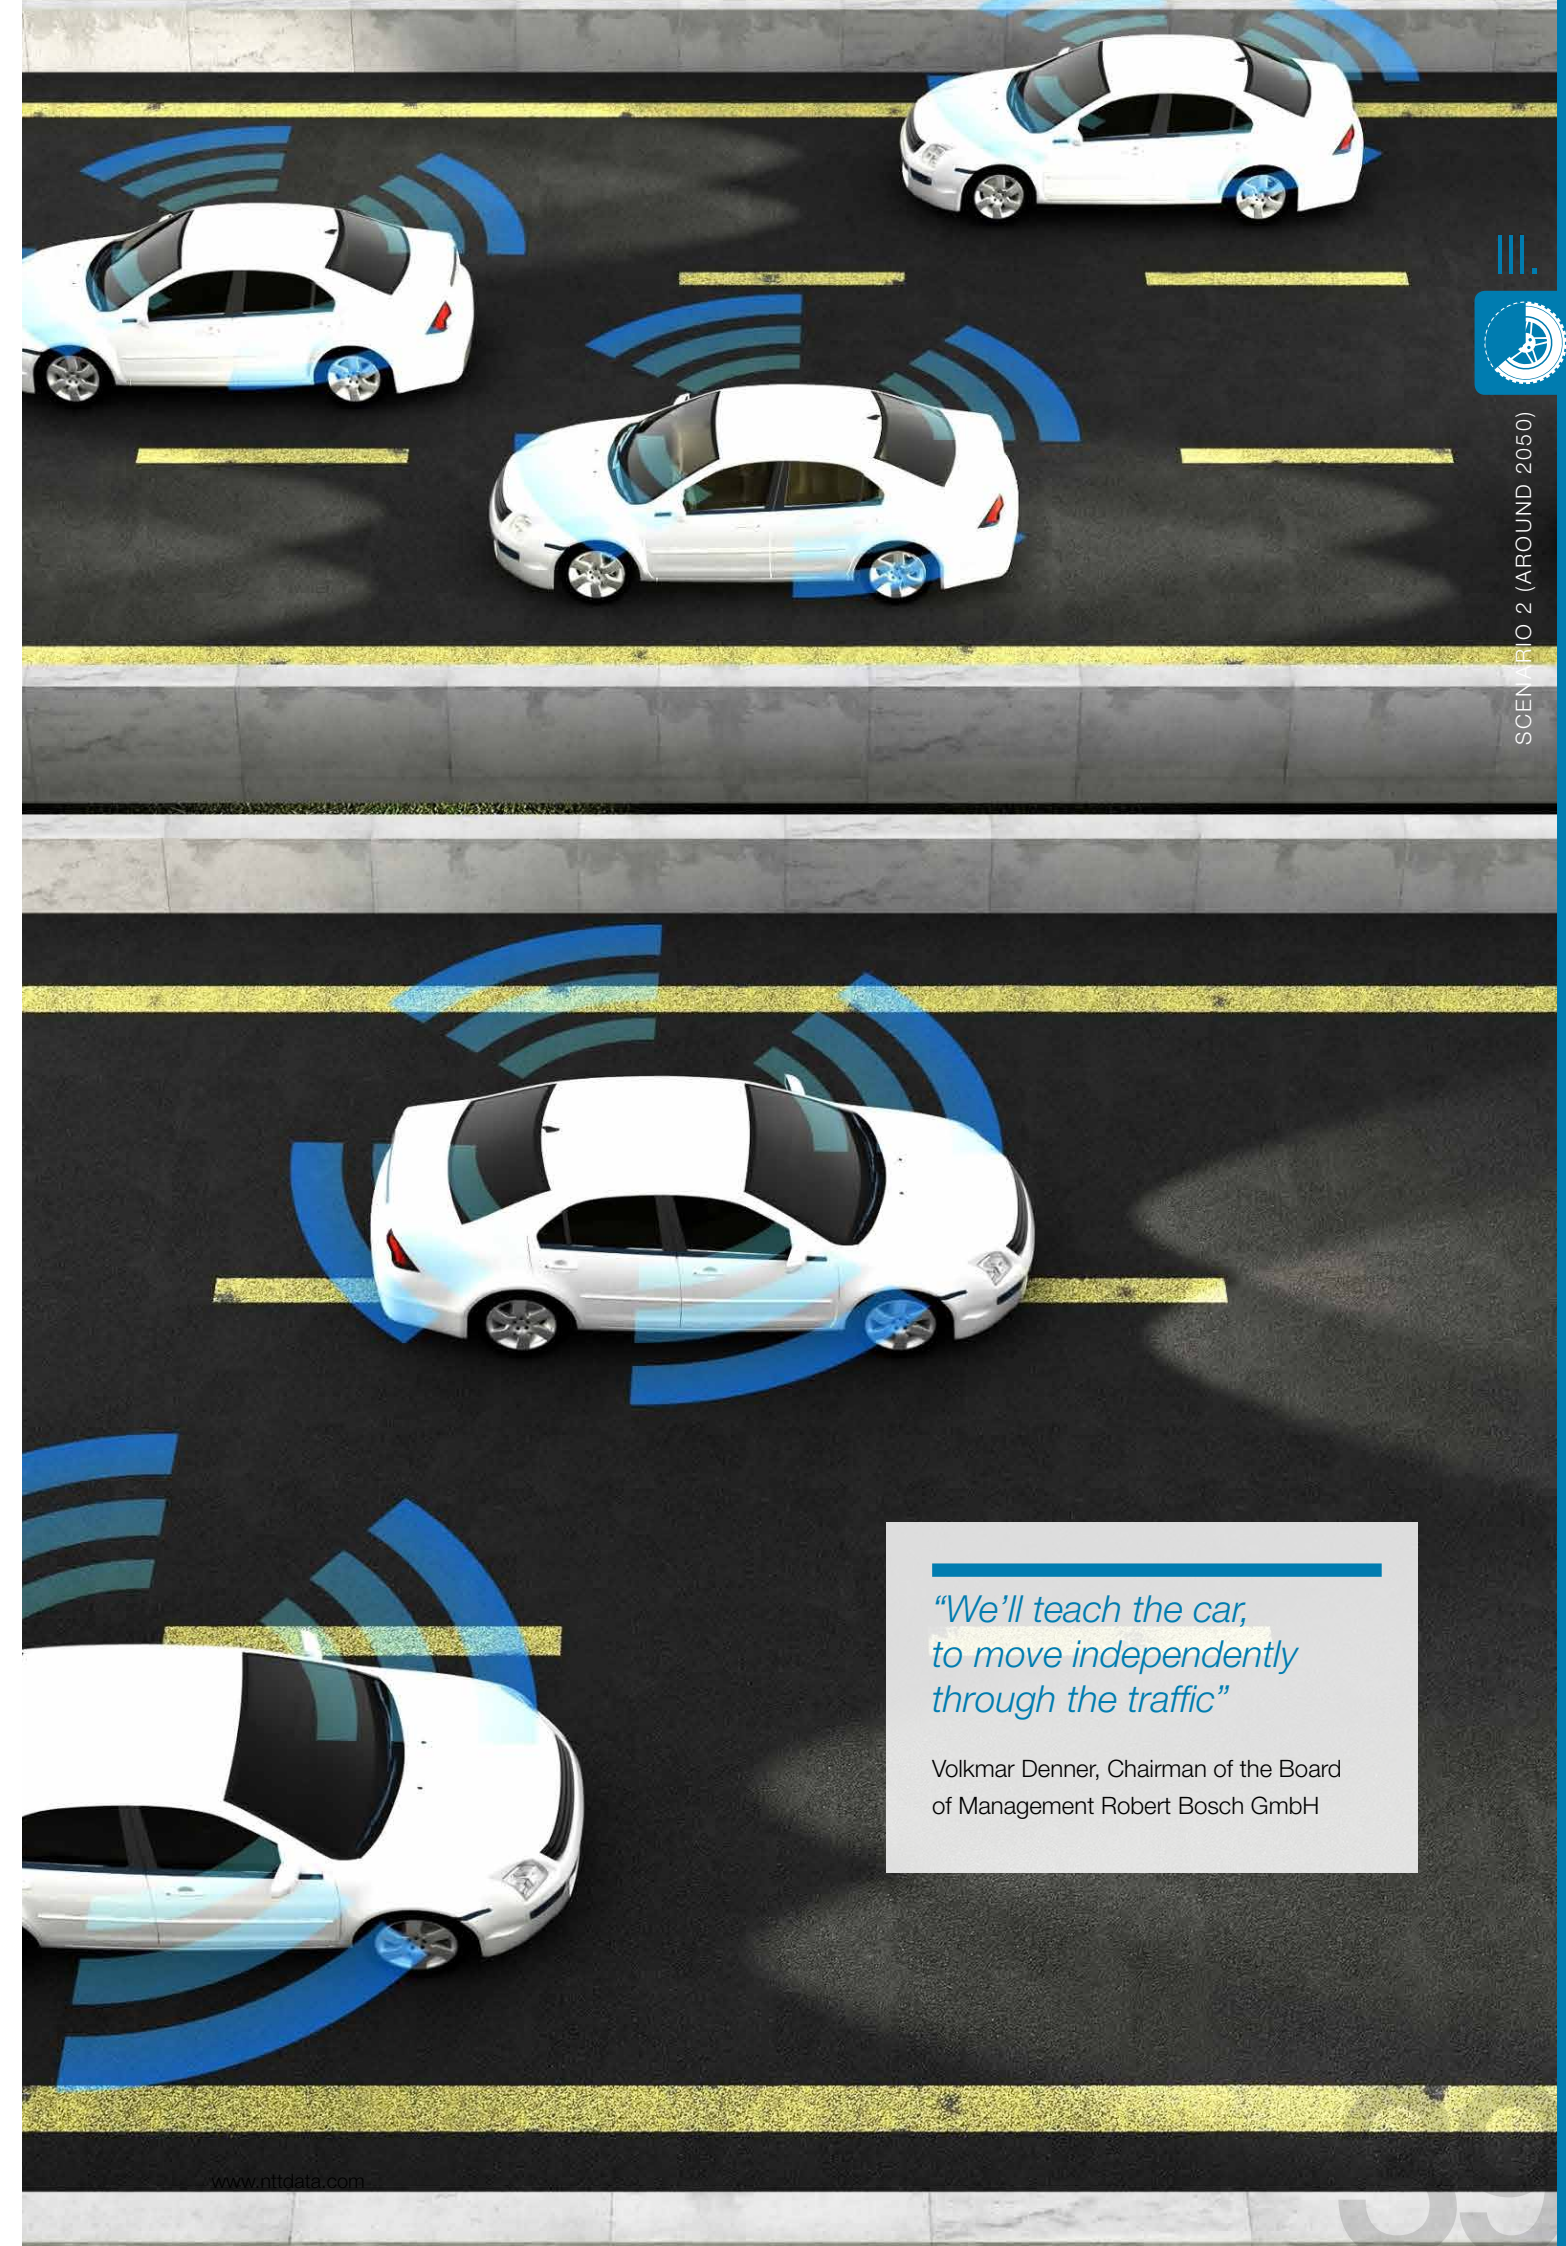 III.
SCENARIO 2 (AROUND 2050)
“We’ll teach the car,
to move independently
through the traffic”
Volkmar Denner, Chairman of the Board
of Management Robert Bosch GmbH
www.nttdata.com
39